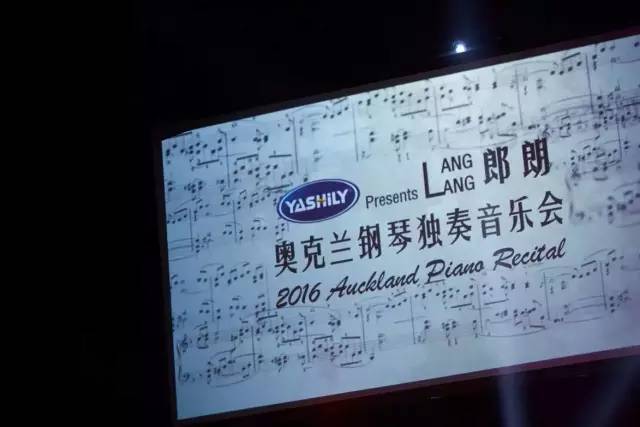 YASHILY Presents LANG LANG 郎朗
奥克兰钢琴独奏音乐会
2016 Auckland Piano Recital